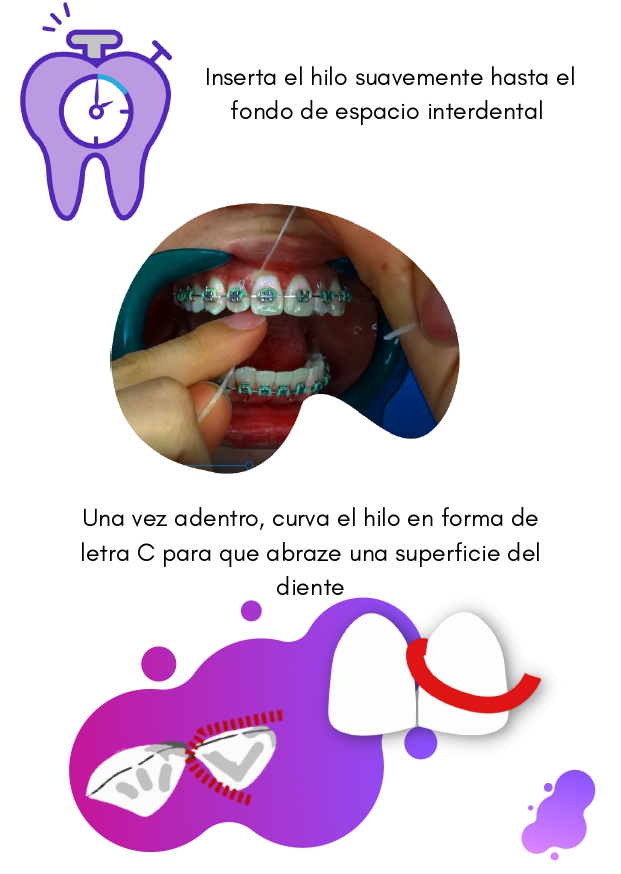 Inserta el hilo suavemente hasta el
fondo de espacio interdental
Una vez adentro, curva el hilo en forma de
letra C para que abraze una superficie del
diente